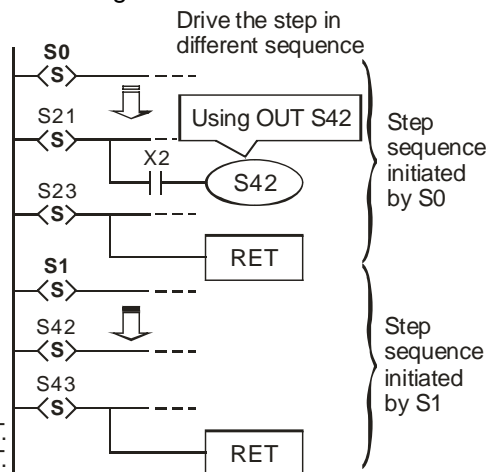 Drive the step in
different sequence
S0
S
S21
S
Using OUT S42
X2
S42
S23
S
RET
Step
sequence
initiated
by S0
S1
S
S42
S
S43
S
RET
Step
sequence
initiated
by S1